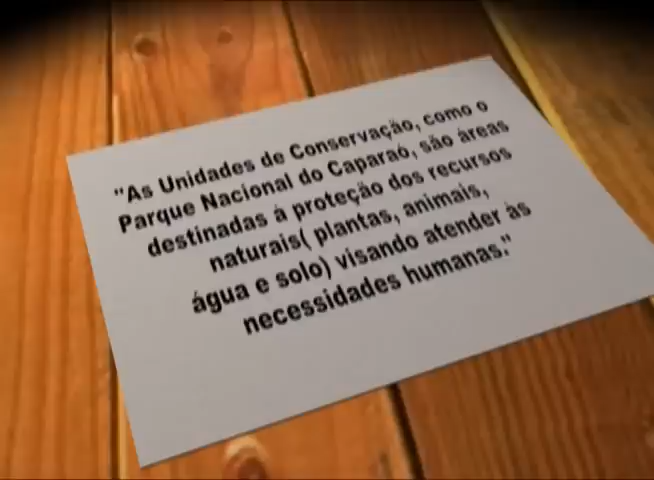 "As Unidades de Conservação, como o
Parque Nacional do Caparaó, são áreas
destinadas à proteção dos recursos
naturais( plantas, animais,
água e solo) visando atender às
necessidades humanas."